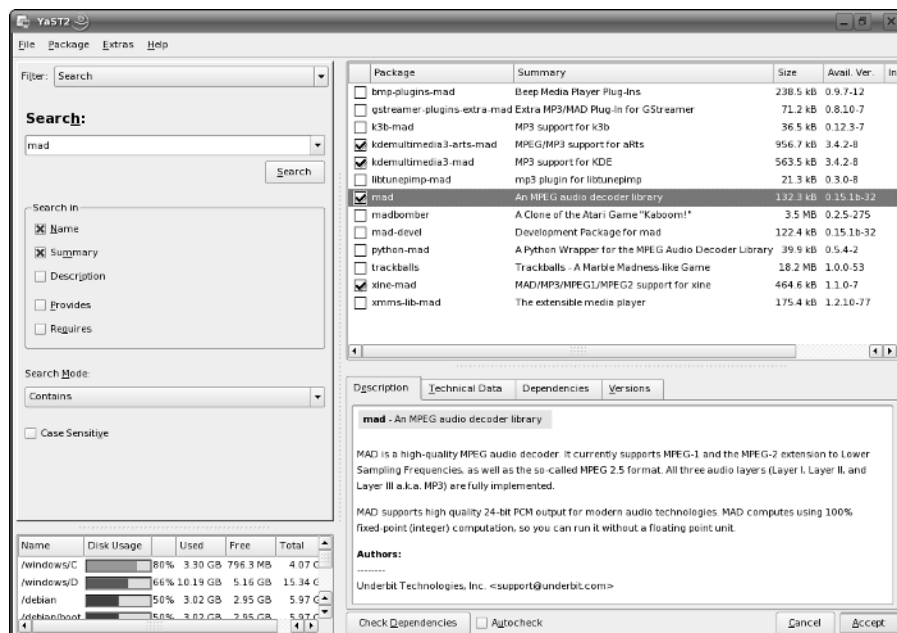 YaST2
File Package Extras Help
Filter: Search
Search:
mad
Search
Search in
Name
Summary
Description
Provides
Requires
Search Mode:
Contains
Case Sensitive
Name Disk Usage Used Free Total
/windows/C 80% 3.30 GB 796.3 MB 4.07 G
/windows/D 66% 10.19 GB 5.16 GB 15.34 G
/debian 50% 3.02 GB 2.95 GB 5.97 G
/debian/boot 50% 3.02 GB 2.95 GB 5.97 G
Package Summary Size Avail. Ver. In
bmp-plugins-mad Beep Media Player Plug-Ins 238.5 kB 0.9.7-12
gstreamer-plugins-extra-mad Extra MP3/MAD Plug-In for GStreamer 71.2 kB 0.8.10-7
k3b-mad MP3 support for k3b 36.5 kB 0.12.3-7
kdemultimedia3-arts-mad MPEG/MP3 support for aRts 956.7 kB 3.4.2-8
kdemultimedia3-mad MP3 support for KDE 563.5 kB 3.4.2-8
libtunepimp-mad mp3 plugin for libtunepimp 21.3 kB 0.3.0-8
mad An MPEG audio decoder library 132.3 kB 0.15.1b-32
madbomber A Clone of the Atari Game "Kaboom!" 3.5 MB 0.2.5-275
mad-devel Development Package for mad 122.4 kB 0.15.1b-32
python-mad A Python Wrapper for the MPEG Audio Decoder Library 39.9 kB 0.5.4-2
trackballs Trackballs - A Marble Madness-like Game 18.2 MB 1.0.0-53
xine-mad MAD/MP3/MPEG1/MPEG2 support for xine 464.6 kB 1.1.0-7
xmms-lib-mad The extensible media player 175.4 kB 1.2.10-77
Description Technical Data Dependencies Versions
mad - An MPEG audio decoder library
MAD is a high-quality MPEG audio decoder. It currently supports MPEG-1 and the MPEG-2 extension to Lower
Sampling Frequencies, as well as the so-called MPEG 2.5 format. All three audio layers (Layer I, Layer II, and
Layer III a.k.a. MP3) are fully implemented.
MAD supports high quality 24-bit PCM output for modern audio technologies. MAD computes using 100%
fixed-point (integer) computation, so you can run it without a floating point unit.
Authors:
--------
Underbit Technologies, Inc. <support@underbit.com>
Check Dependencies Autocheck Cancel Accept